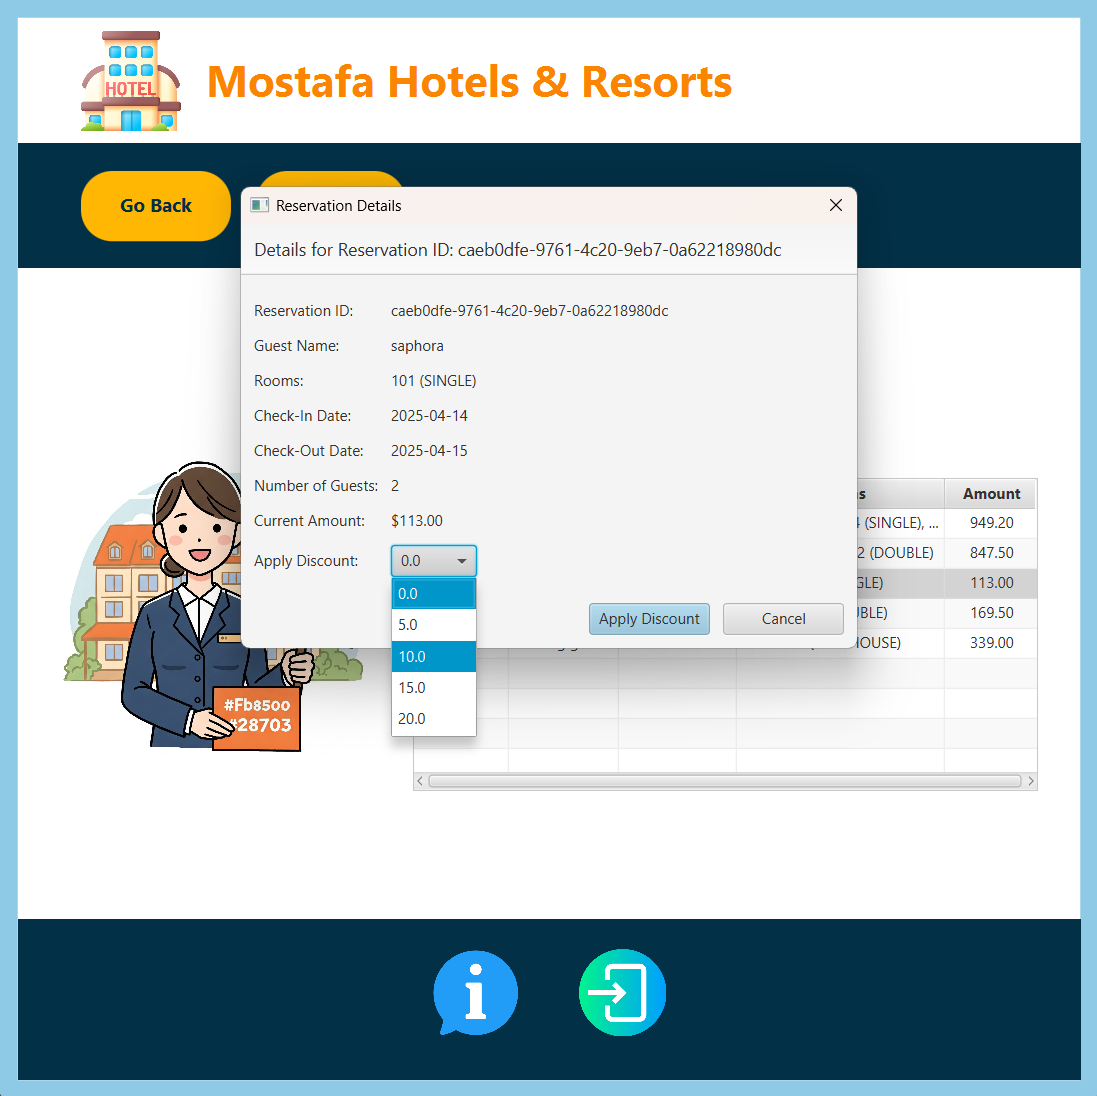 HOTEL
Mostafa Hotels & Resorts
Go Back
Reservation Details
Details for Reservation ID: caeb0dfe-9761-4c20-9eb7-0a62218980dc
Reservation ID: caeb0dfe-9761-4c20-9eb7-0a62218980dc
Guest Name: saphora
Rooms: 101 (SINGLE)
Check-In Date: 2025-04-14
Check-Out Date: 2025-04-15
Number of Guests: 2
Current Amount: $113.00
Apply Discount: 0.0
0.0
5.0
10.0
15.0
20.0
Apply Discount Cancel
Amount
(SINGLE), ... 949.20
2 (DOUBLE) 847.50
113.00
169.50
339.00
#Fb8500
#28703